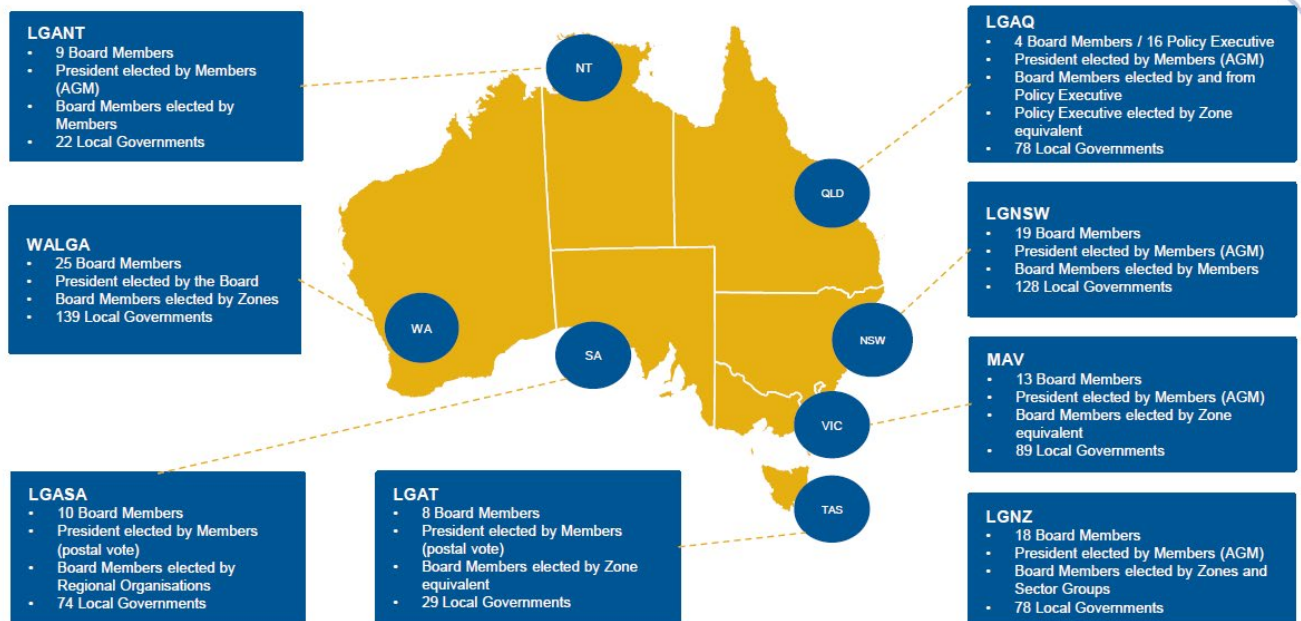 LGANT
• 9 Board Members
• President elected by Members
(AGM)
• Board Members elected by
Members
• 22 Local Governments
WALGA
• 25 Board Members
• President elected by the Board
• Board Members elected by Zones
• 139 Local Governments
LGASA
• 10 Board Members
• President elected by Members
(postal vote)
• Board Members elected by
Regional Organisations
• 74 Local Governments
LGAT
• 8 Board Members
• President elected by Members
(postal vote)
• Board Members elected by Zone
equivalent
• 29 Local Governments
NT
QLD
WA
SA
NSW
VIC
TAS
LGAQ
• 4 Board Members / 16 Policy Executive
• President elected by Members (AGM)
• Board Members elected by and from
Policy Executive
• Policy Executive elected by Zone
equivalent
• 78 Local Governments
LGNSW
• 19 Board Members
• President elected by Members (AGM)
• Board Members elected by Members
• 128 Local Governments
MAV
• 13 Board Members
• President elected by Members (AGM)
• Board Members elected by Zone
equivalent
• 89 Local Governments
LGNZ
• 18 Board Members
• President elected by Members (AGM)
• Board Members elected by Zones and
Sector Groups
• 78 Local Governments